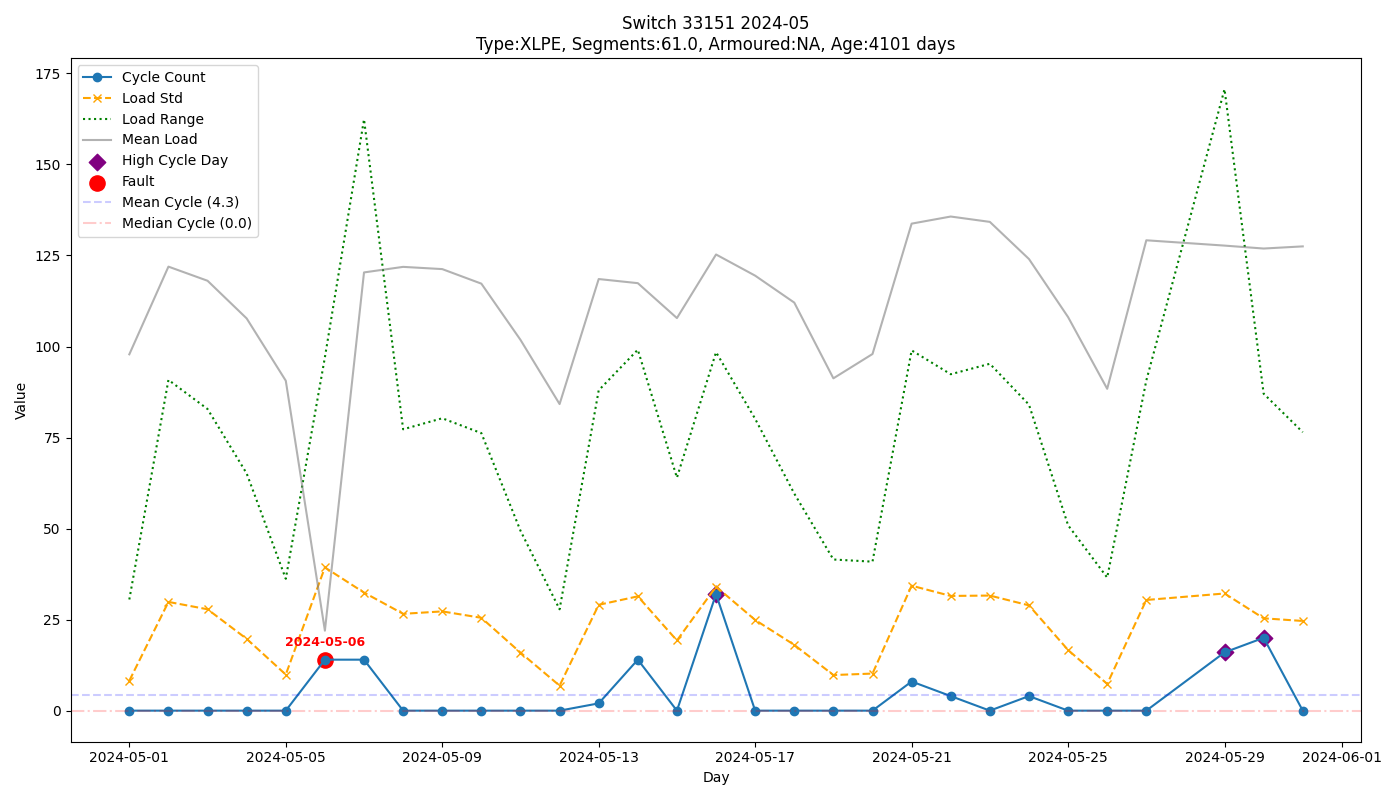 Switch 33151 2024-05
Type:XLPE, Segments:61.0, Armoured:NA, Age:4101 days
Cycle Count
Load Std
Load Range
Mean Load
High Cycle Day
Fault
Mean Cycle (4.3)
Median Cycle (0.0)
175
150
125
100
75
50
25
0
Value
2024-05-06
2024-05-01
2024-05-05
2024-05-09
2024-05-13
2024-05-17
2024-05-21
2024-05-25
2024-05-29
2024-06-01
Day